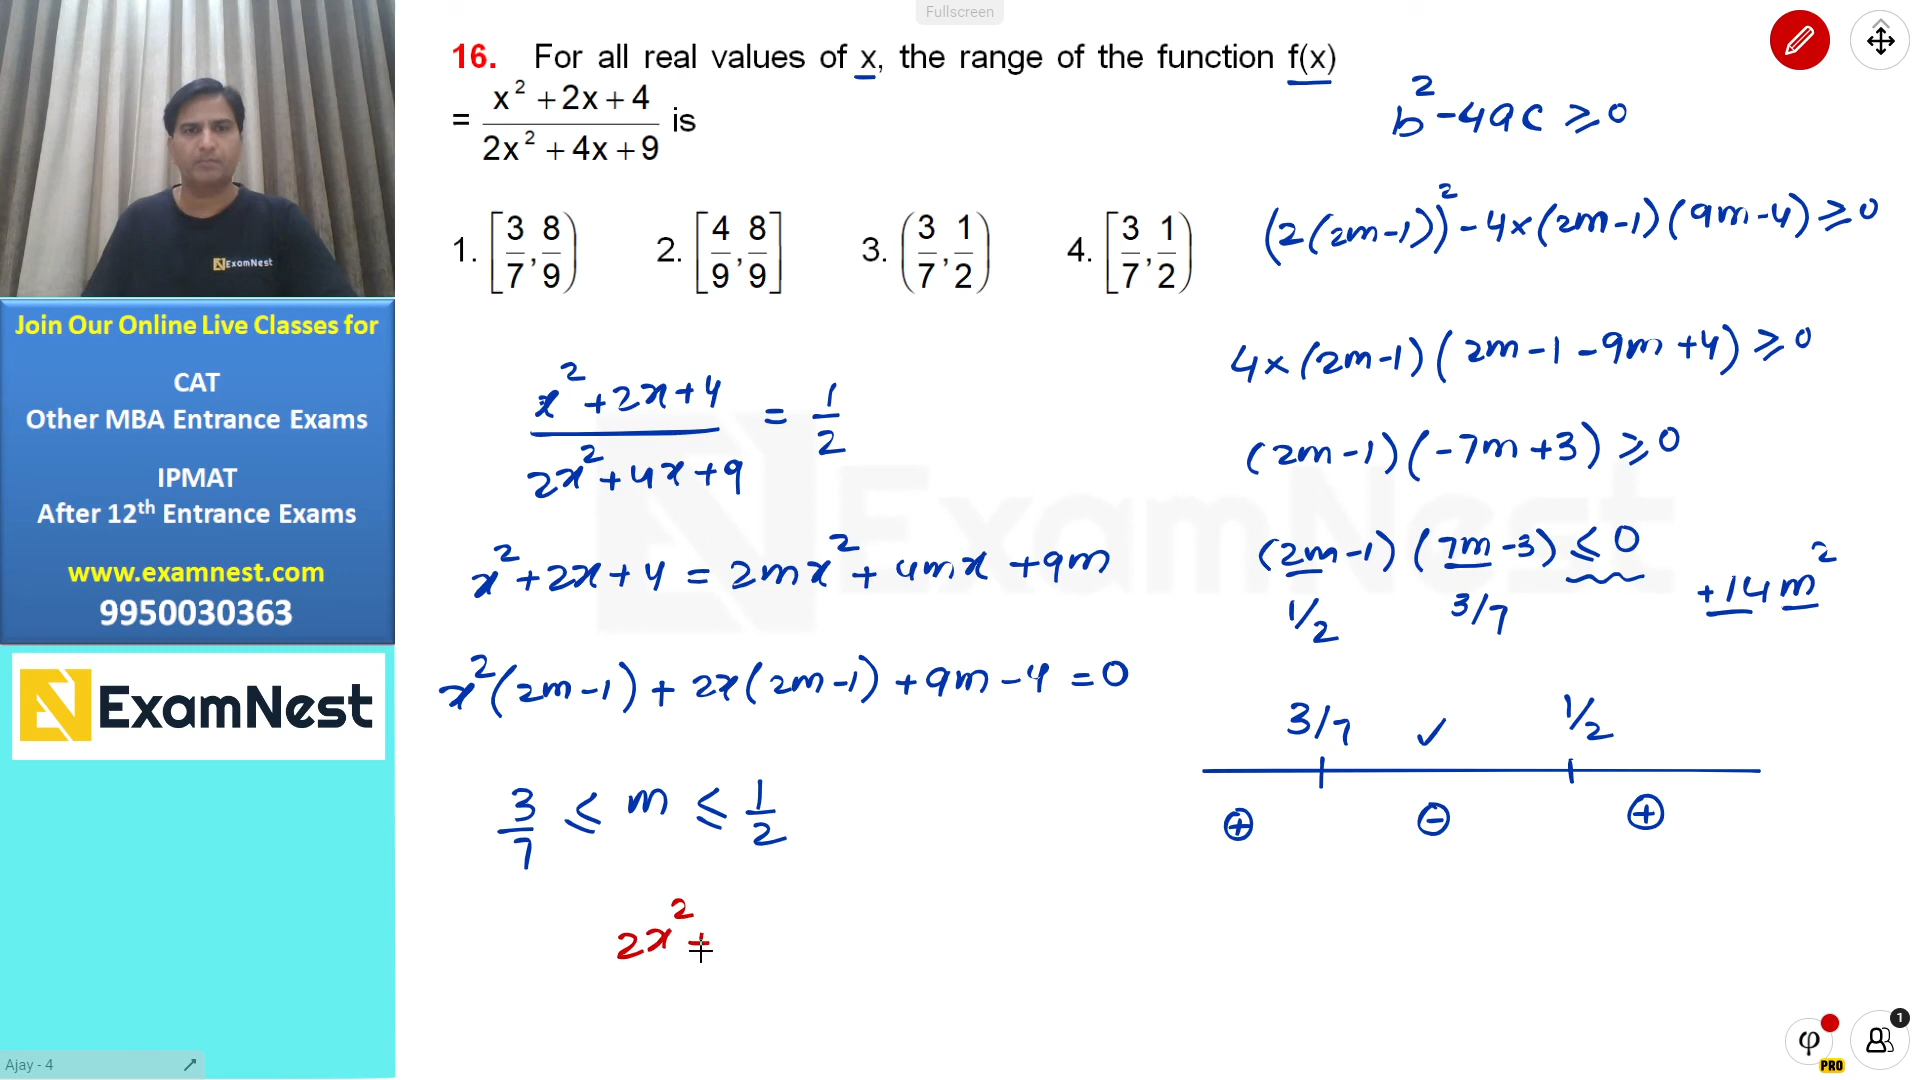 Fullscreen
16. For all real values of x, the range of the function f(x)
= x² + 2x + 4 / 2x² + 4x + 9 is
1. [3/7, 8/9) 2. [4/9, 8/9] 3. (3/7, 1/2) 4. [3/7, 1/2)
x² + 2x + 4 / 2x² + 4x + 9 = 1/2
x² + 2x + 4 = 2mx² + 4mx + 9m
x²(2m-1) + 2x(2m-1) + 9m - 4 = 0
3/7 ≤ m ≤ 1/2
2x² +
b² - 4ac ≥ 0
(2(2m-1))² - 4×(2m-1)(9m-4) ≥ 0
4×(2m-1)(2m-1-9m+4) ≥ 0
(2m-1)(-7m+3) ≥ 0
(2m-1)(7m-3) ≤ 0
1/2 3/7
+14m²
3/7 ✓ 1/2
+ - +
ExamNest
ExamNest
Join Our Online Live Classes for
CAT
Other MBA Entrance Exams
IPMAT
After 12th Entrance Exams
www.examnest.com
9950030363
ExamNest
Ajay - 4
φ PRO
1